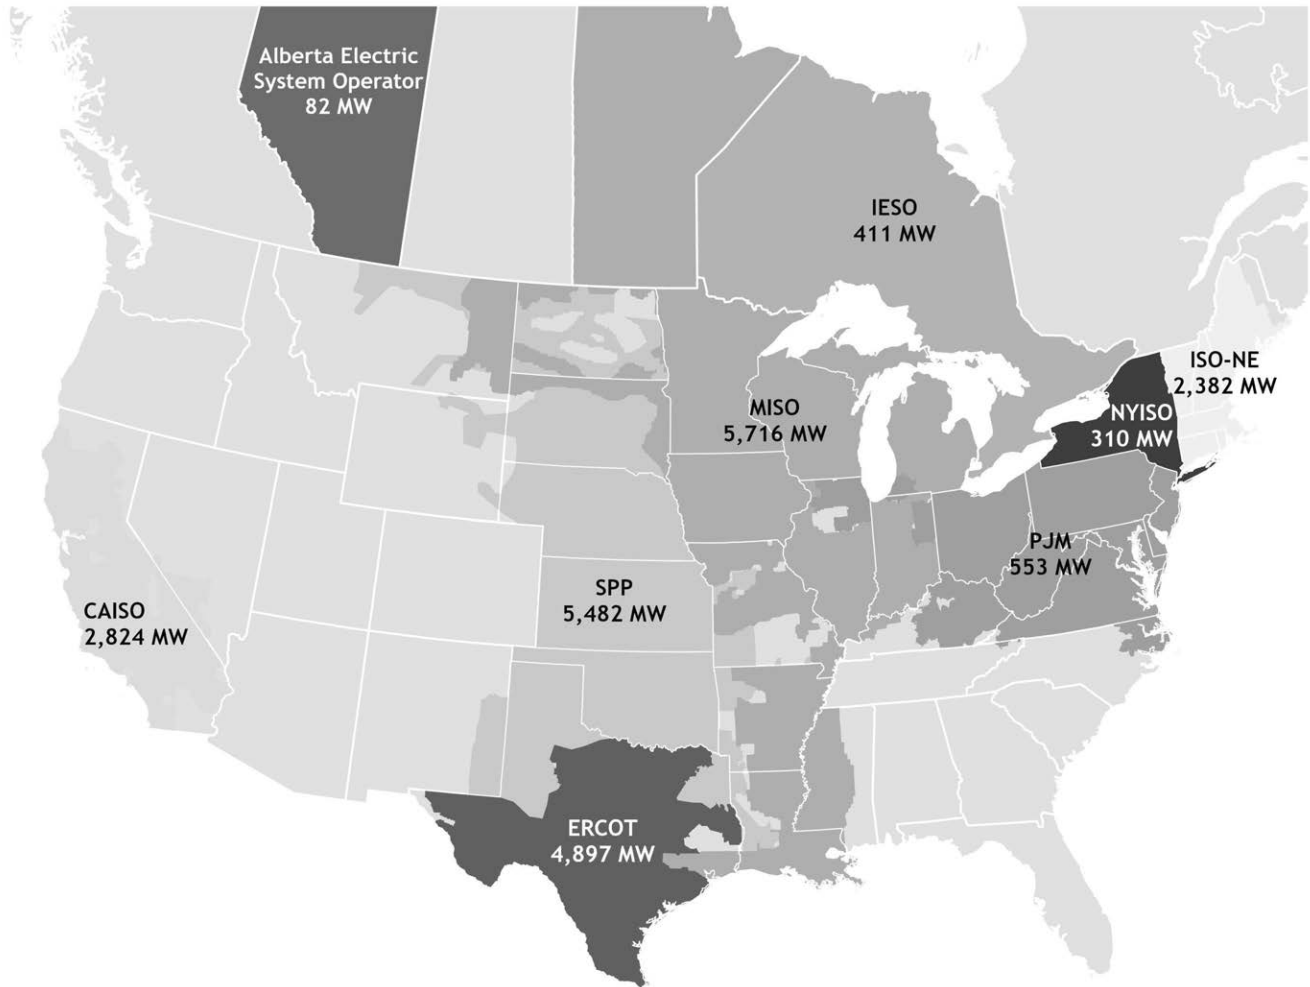 Alberta Electric
System Operator
82 MW
IESO
411 MW
ISO-NE
2,382 MW
MISO
5,716 MW
NYISO
310 MW
PJM
553 MW
SPP
5,482 MW
CAISO
2,824 MW
ERCOT
4,897 MW